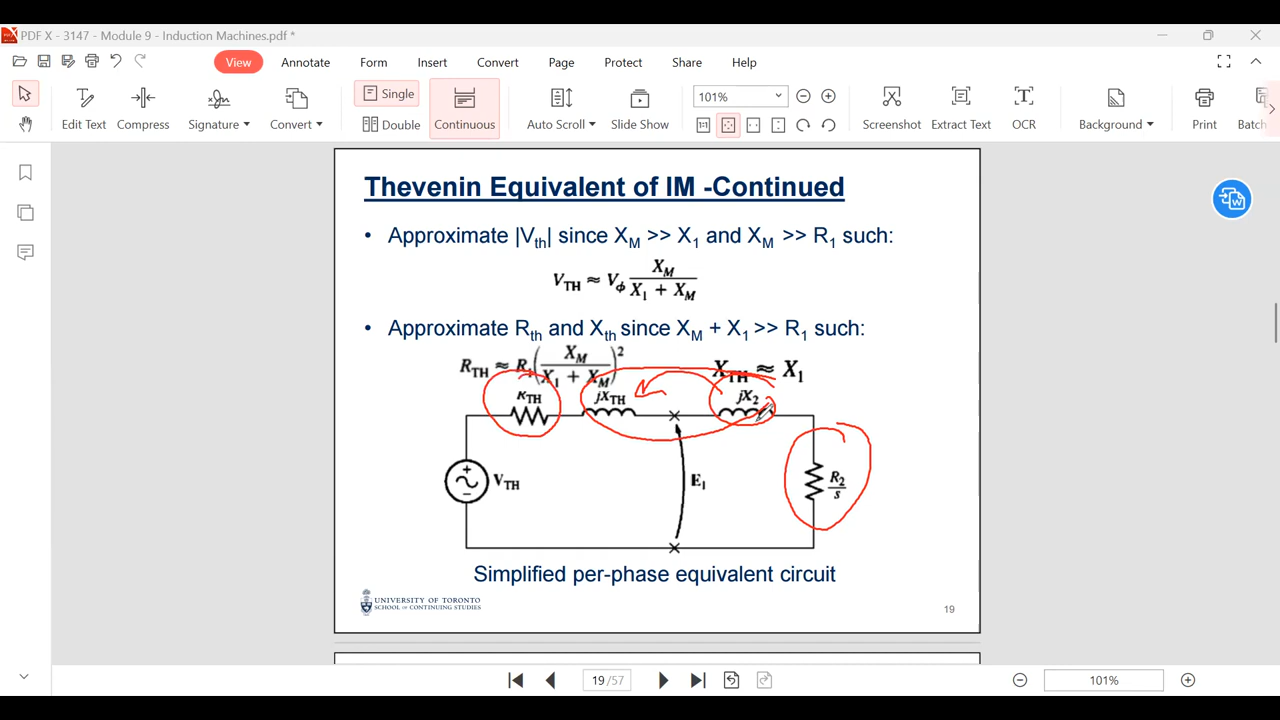 PDF X - 3147 - Module 9 - Induction Machines.pdf *
View Annotate Form Insert Convert Page Protect Share Help
Single 101%
Edit Text Compress Signature Convert Double Continuous Auto Scroll Slide Show Screenshot Extract Text OCR Background Print Batch
Thevenin Equivalent of IM -Continued
• Approximate |Vth| since XM >> X1 and XM >> R1 such:
VTH ≈ Vϕ XM / (X1 + XM)
• Approximate Rth and Xth since XM + X1 >> R1 such:
RTH ≈ R1(XM / (X1 + XM))2 XTH ≈ X1
RTH jXTH jX2
+ VTH – E1 R2/s
Simplified per-phase equivalent circuit
UNIVERSITY OF TORONTO
SCHOOL OF CONTINUING STUDIES
19
19 /57 101%